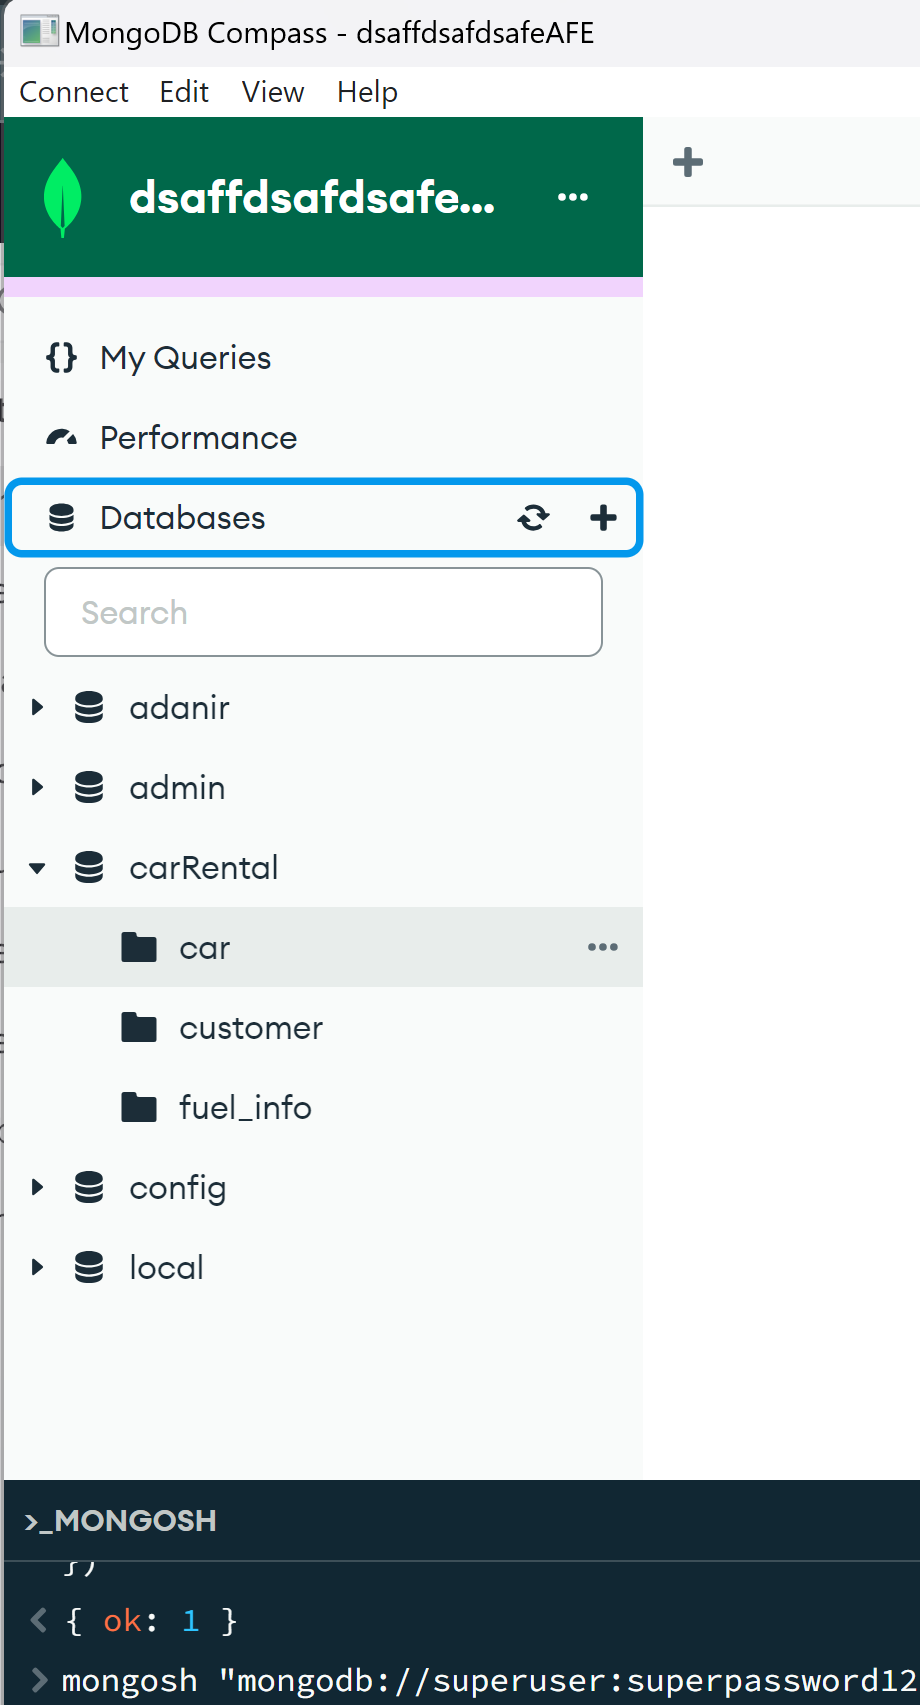 MongoDB Compass - dsaffdsafdsafeAFE
Connect Edit View Help
dsaffdsafdsafe...
{} My Queries
Performance
Databases
Search
adanir
admin
carRental
car
customer
fuel_info
config
local
>_MONGOSH
})
{ ok: 1 }
mongosh "mongodb://superuser:superpassword12